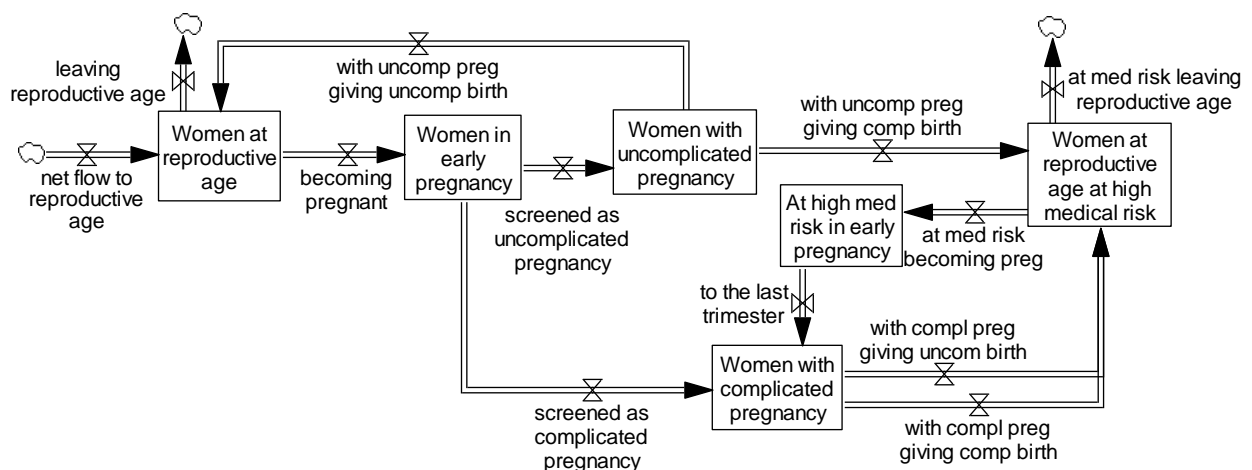 with uncomp preg
giving uncomp birth
leaving
reproductive age
at med risk leaving
reproductive age
with uncomp preg
giving comp birth
Women at
reproductive
age
Women in
early
pregnancy
Women with
uncomplicated
pregnancy
Women at
reproductive
age at high
medical risk
net flow to
reproductive
age
becoming
pregnant
screened as
uncomplicated
pregnancy
At high med
risk in early
pregnancy
at med risk
becoming preg
to the last
trimester
with compl preg
giving uncom birth
Women with
complicated
pregnancy
screened as
complicated
pregnancy
with compl preg
giving comp birth